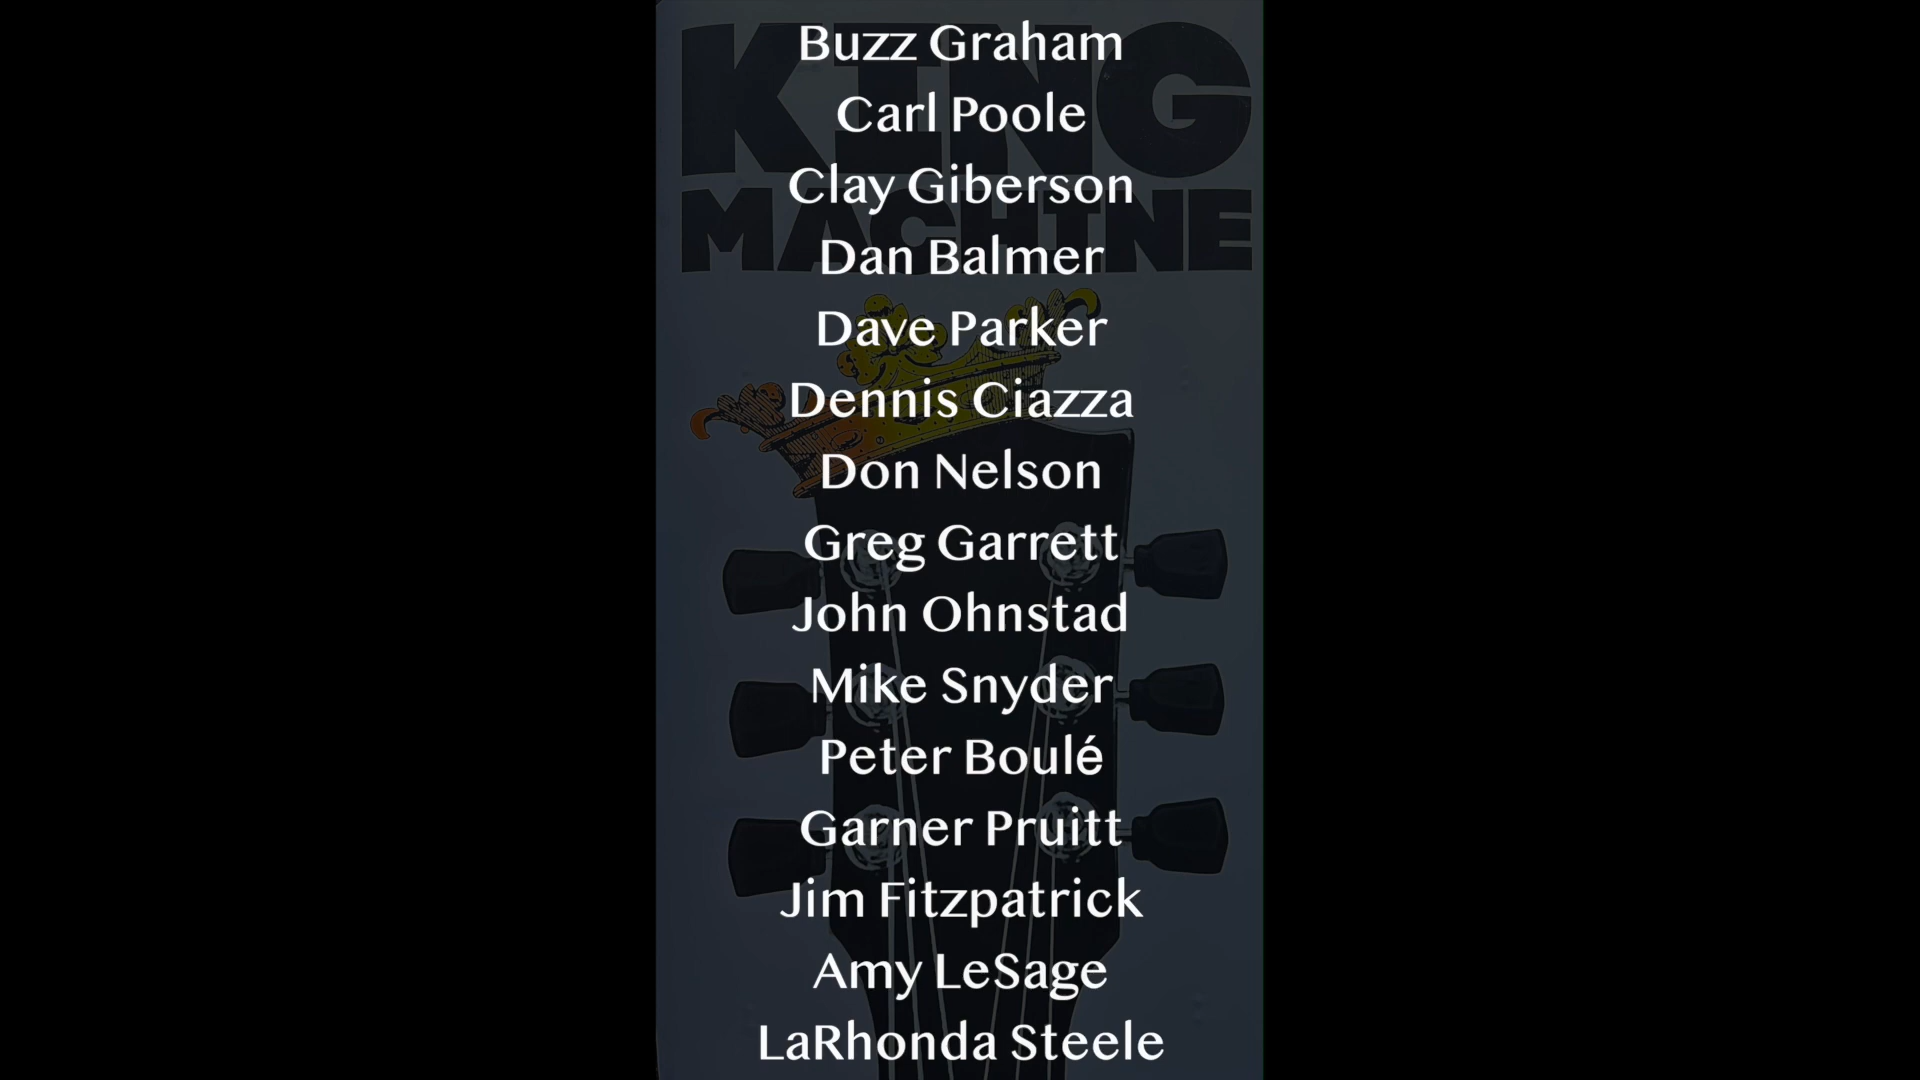 KING
MACHINE
Buzz Graham
Carl Poole
Clay Giberson
Dan Balmer
Dave Parker
Dennis Ciazza
Don Nelson
Greg Garrett
John Ohnstad
Mike Snyder
Peter Boulé
Garner Pruitt
Jim Fitzpatrick
Amy LeSage
LaRhonda Steele